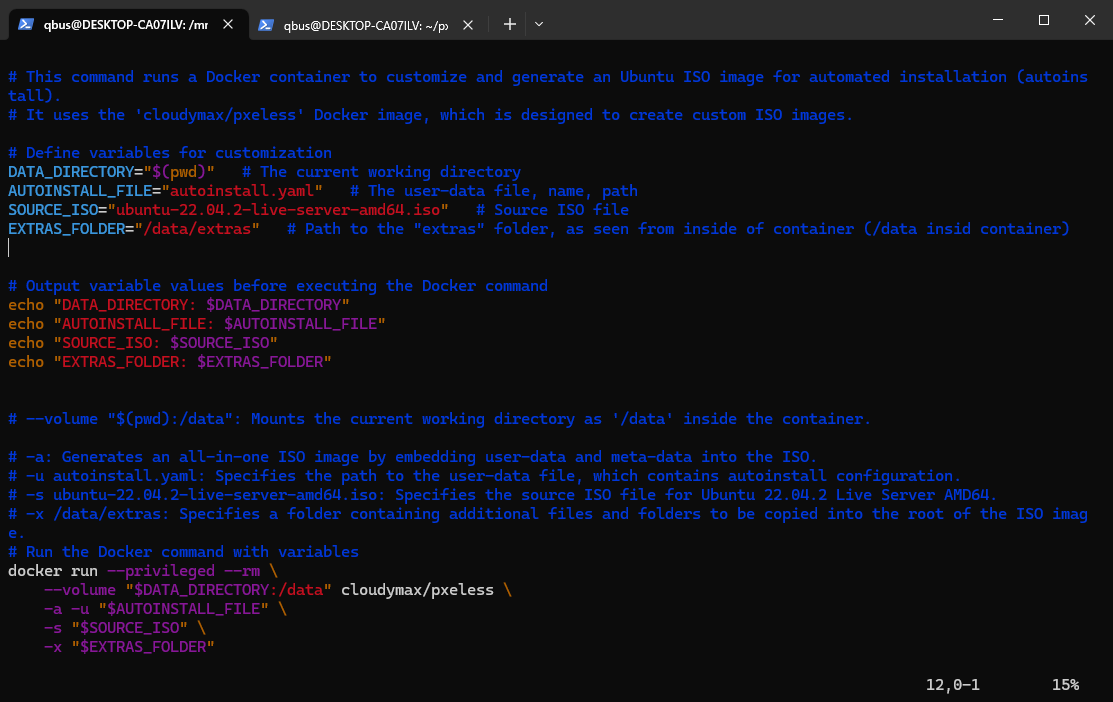 qbus@DESKTOP-CA07ILV: /mr
qbus@DESKTOP-CA07ILV: ~/p›
# This command runs a Docker container to customize and generate an Ubuntu ISO image for automated installation (autoins
tall).
# It uses the 'cloudymax/pxeless' Docker image, which is designed to create custom ISO images.
# Define variables for customization
DATA_DIRECTORY="$(pwd)"   # The current working directory
AUTOINSTALL_FILE="autoinstall.yaml"   # The user-data file, name, path
SOURCE_ISO="ubuntu-22.04.2-live-server-amd64.iso"   # Source ISO file
EXTRAS_FOLDER="/data/extras"   # Path to the "extras" folder, as seen from inside of container (/data insid container)
# Output variable values before executing the Docker command
echo "DATA_DIRECTORY: $DATA_DIRECTORY"
echo "AUTOINSTALL_FILE: $AUTOINSTALL_FILE"
echo "SOURCE_ISO: $SOURCE_ISO"
echo "EXTRAS_FOLDER: $EXTRAS_FOLDER"
# --volume "$(pwd):/data": Mounts the current working directory as '/data' inside the container.
# -a: Generates an all-in-one ISO image by embedding user-data and meta-data into the ISO.
# -u autoinstall.yaml: Specifies the path to the user-data file, which contains autoinstall configuration.
# -s ubuntu-22.04.2-live-server-amd64.iso: Specifies the source ISO file for Ubuntu 22.04.2 Live Server AMD64.
# -x /data/extras: Specifies a folder containing additional files and folders to be copied into the root of the ISO imag
e.
# Run the Docker command with variables
docker run --privileged --rm \
    --volume "$DATA_DIRECTORY:/data" cloudymax/pxeless \
    -a -u "$AUTOINSTALL_FILE" \
    -s "$SOURCE_ISO" \
    -x "$EXTRAS_FOLDER"
12,0-1        15%